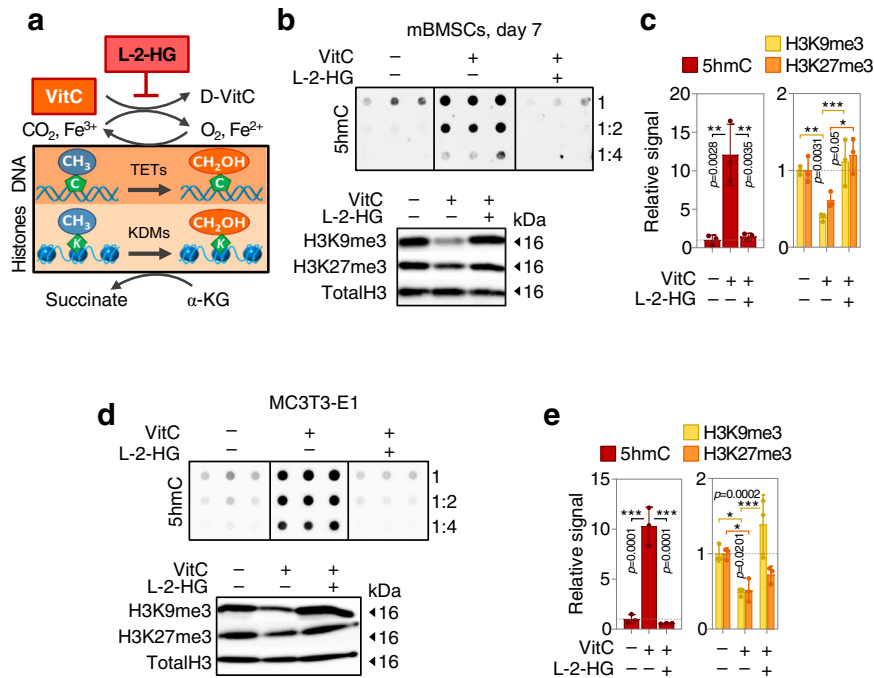 a
L-2-HG
VitC
D-VitC
CO2, Fe3+
O2, Fe2+
DNA
CH3
TETs
CH2OH
C
C
Histones
CH3
KDMs
CH2OH
K
K
Succinate
α-KG
b
mBMSCs, day 7
VitC – + +
L-2-HG – – +
5hmC
1
1:2
1:4
VitC – + +
L-2-HG – – + kDa
H3K9me3 ◄16
H3K27me3 ◄16
TotalH3 ◄16
c
5hmC
H3K9me3
H3K27me3
Relative signal
20
15
10
5
0
** **
p=0.0028
p=0.0035
2
1
0
***
** *
p=0.0031
p=0.05
VitC – + + – + +
L-2-HG – – + – – +
d
MC3T3-E1
VitC – + +
L-2-HG – – +
5hmC
1
1:2
1:4
VitC – + +
L-2-HG – – + kDa
H3K9me3 ◄16
H3K27me3 ◄16
TotalH3 ◄16
e
5hmC
H3K9me3
H3K27me3
Relative signal
15
10
5
0
*** ***
p=0.0001
p=0.0001
2
1
0
p=0.0002
* ***
*
p=0.0201
VitC – + + – + +
L-2-HG – – + – – +